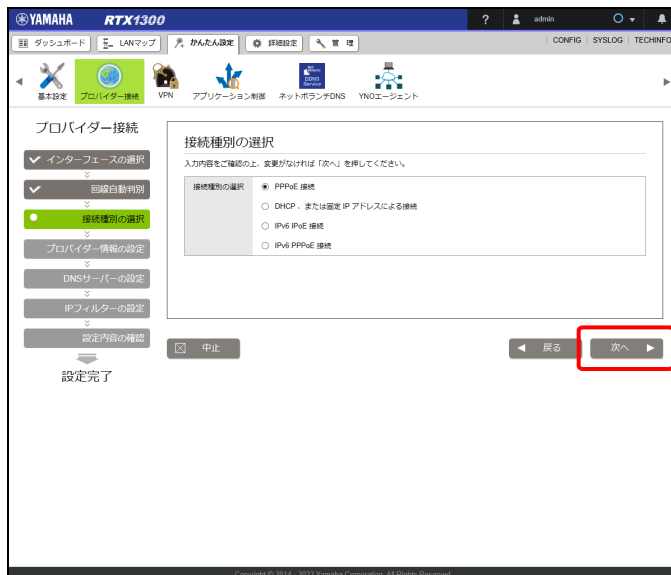 YAMAHA RTX1300 ? admin
ダッシュボード LANマップ かんたん設定 詳細設定 管 理 CONFIG SYSLOG TECHINFO
基本設定 プロバイダー接続 VPN アプリケーション制御 ネットボランチDNS YNOエージェント
DDNS
Service
プロバイダー接続
インターフェースの選択
回線自動判別
接続種別の選択
プロバイダー情報の設定
DNSサーバーの設定
IPフィルターの設定
設定内容の確認
設定完了
接続種別の選択
入力内容をご確認の上、変更がなければ「次へ」を押してください。
接続種別の選択 PPPoE 接続
DHCP 、または固定 IP アドレスによる接続
IPv6 IPoE 接続
IPv6 PPPoE 接続
中止 戻る 次へ
Copyright © 2014 - 2022 Yamaha Corporation. All Rights Reserved.